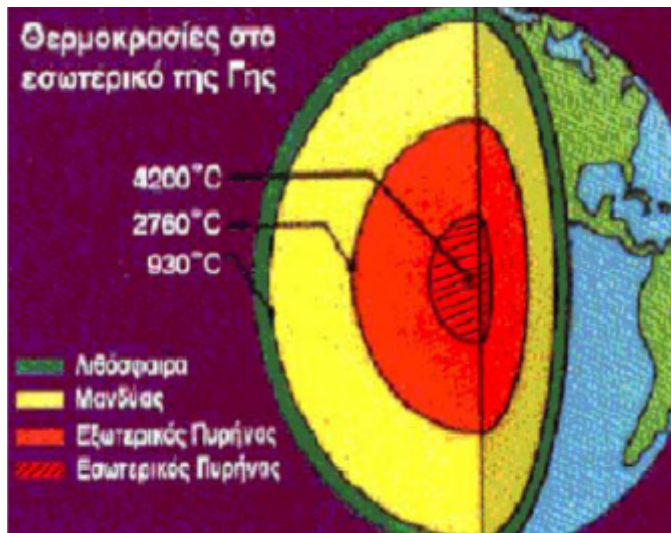 Θερμοκρασίες στο
εσωτερικό της Γης
4200°C
2760°C
930°C
Λιθόσφαιρα
Μανδύας
Εξωτερικός Πυρήνας
Εσωτερικός Πυρήνας